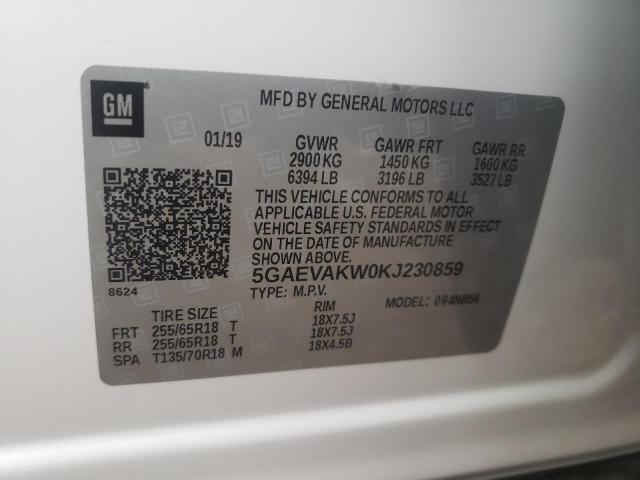 GM
MFD BY GENERAL MOTORS LLC
01/19 GVWR GAWR FRT GAWR RR
2900 KG 1450 KG 1600 KG
6394 LB 3196 LB 3527 LB
THIS VEHICLE CONFORMS TO ALL
APPLICABLE U.S. FEDERAL MOTOR
VEHICLE SAFETY STANDARDS IN EFFECT
ON THE DATE OF MANUFACTURE
SHOWN ABOVE.
8624
5GAEVAKW0KJ230859
TYPE: M.P.V. MODEL: 094NB56
TIRE SIZE RIM
FRT 255/65R18 T 18X7.5J
RR 255/65R18 T 18X7.5J
SPA T135/70R18 M 18X4.5B